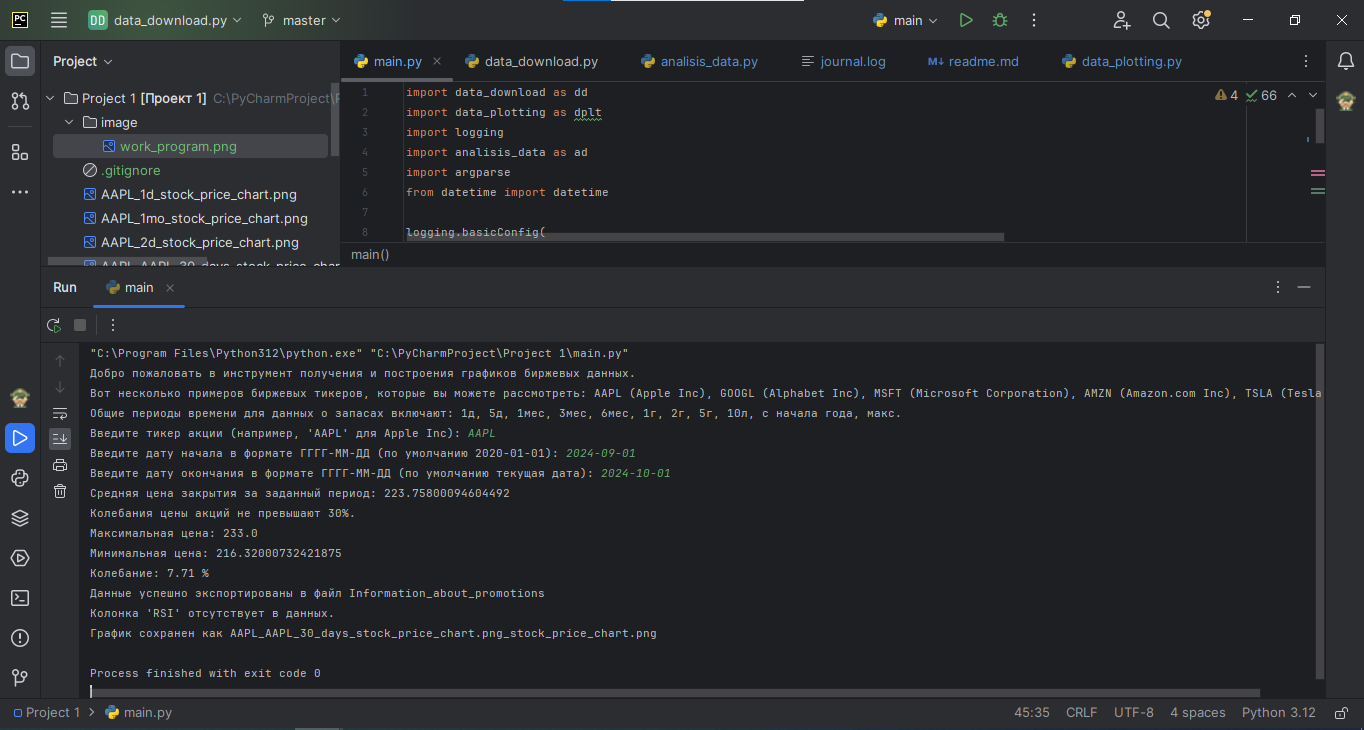 PC DD data_download.py master main
Project
main.py data_download.py analisis_data.py journal.log M↓ readme.md data_plotting.py
Project 1 [Проект 1] C:\PyCharmProject\
image
work_program.png
.gitignore
AAPL_1d_stock_price_chart.png
AAPL_1mo_stock_price_chart.png
AAPL_2d_stock_price_chart.png
AAPL_AAPL_30_days_stock_price_char
1 import data_download as dd
2 import data_plotting as dplt
3 import logging
4 import analisis_data as ad
5 import argparse
6 from datetime import datetime
7
8 logging.basicConfig(
4 66
main()
Run main
"C:\Program Files\Python312\python.exe" "C:\PyCharmProject\Project 1\main.py"
Добро пожаловать в инструмент получения и построения графиков биржевых данных.
Вот несколько примеров биржевых тикеров, которые вы можете рассмотреть: AAPL (Apple Inc), GOOGL (Alphabet Inc), MSFT (Microsoft Corporation), AMZN (Amazon.com Inc), TSLA (Tesla
Общие периоды времени для данных о запасах включают: 1д, 5д, 1мес, 3мес, 6мес, 1г, 2г, 5г, 10л, с начала года, макс.
Введите тикер акции (например, 'AAPL' для Apple Inc): AAPL
Введите дату начала в формате ГГГГ-ММ-ДД (по умолчанию 2020-01-01): 2024-09-01
Введите дату окончания в формате ГГГГ-ММ-ДД (по умолчанию текущая дата): 2024-10-01
Средняя цена закрытия за заданный период: 223.75800094604492
Колебания цены акций не превышают 30%.
Максимальная цена: 233.0
Минимальная цена: 216.32000732421875
Колебание: 7.71 %
Данные успешно экспортированы в файл Information_about_promotions
Колонка 'RSI' отсутствует в данных.
График сохранен как AAPL_AAPL_30_days_stock_price_chart.png_stock_price_chart.png
Process finished with exit code 0
Project 1 main.py 45:35 CRLF UTF-8 4 spaces Python 3.12